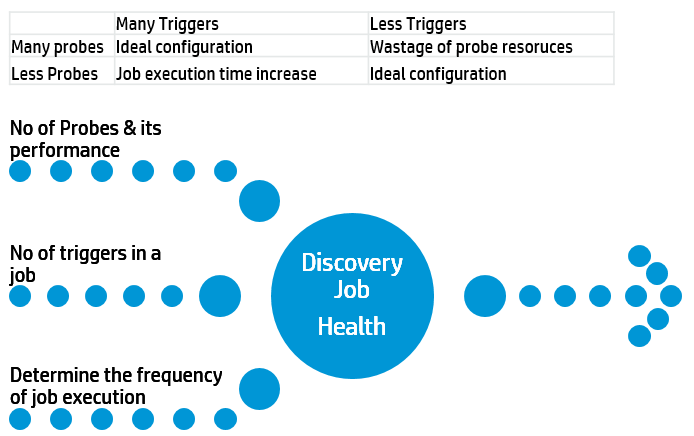 Many Triggers Less Triggers
Many probes Ideal configuration Wastage of probe resoruces
Less Probes Job execution time increase Ideal configuration
No of Probes & its
performance
No of triggers in a
job
Discovery
Job
Health
Determine the frequency
of job execution